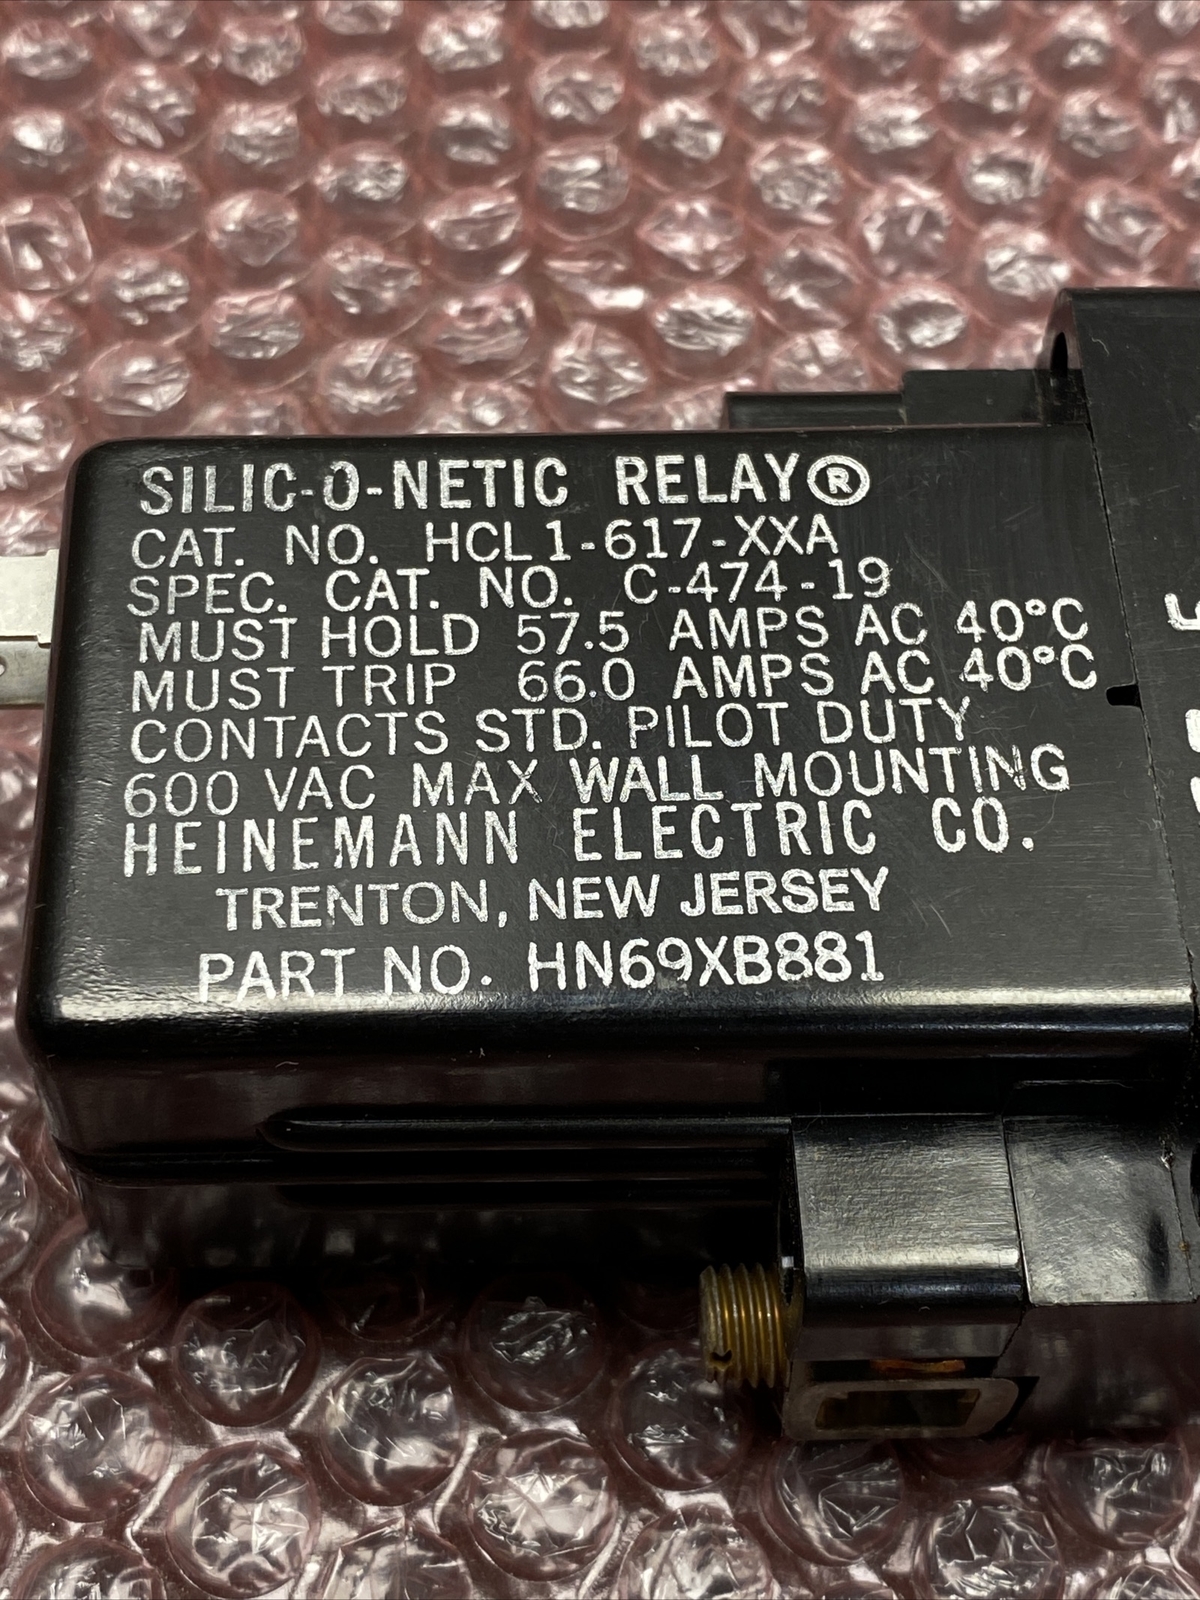 SILIC-O-NETIC RELAY®
CAT. NO. HCL1-617-XXA
SPEC. CAT. NO. C-474-19
MUST HOLD 57.5 AMPS AC 40°C
MUST TRIP 66.0 AMPS AC 40°C
CONTACTS STD. PILOT DUTY
600 VAC MAX WALL MOUNTING
HEINEMANN ELECTRIC CO.
TRENTON, NEW JERSEY
PART NO. HN69XB881